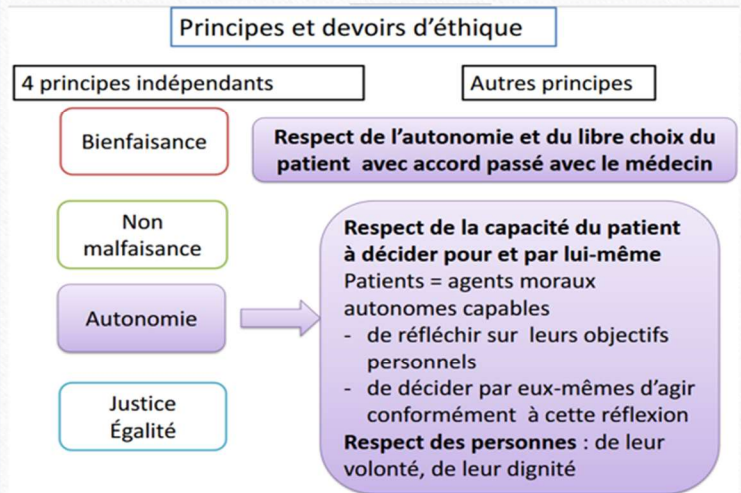 Principes et devoirs d'éthique
4 principes indépendants
Autres principes
Bienfaisance
Respect de l'autonomie et du libre choix du
patient avec accord passé avec le médecin
Non
malfaisance
Autonomie
Respect de la capacité du patient
à décider pour et par lui-même
Patients = agents moraux
autonomes capables
- de réfléchir sur leurs objectifs
personnels
- de décider par eux-mêmes d'agir
conformément à cette réflexion
Respect des personnes : de leur
volonté, de leur dignité
Justice
Égalité